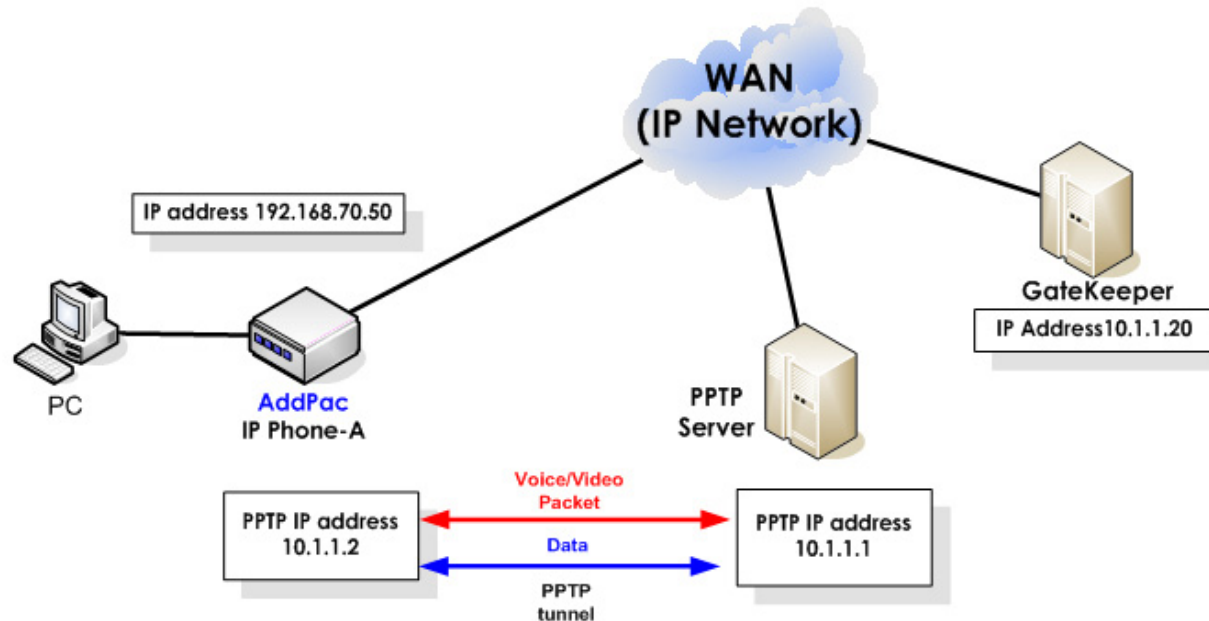 WAN
(IP Network)
IP address 192.168.70.50
GateKeeper
IP Address10.1.1.20
PC
AddPac
IP Phone-A
PPTP
Server
Voice/Video
Packet
PPTP IP address
10.1.1.2
PPTP IP address
10.1.1.1
Data
PPTP
tunnel